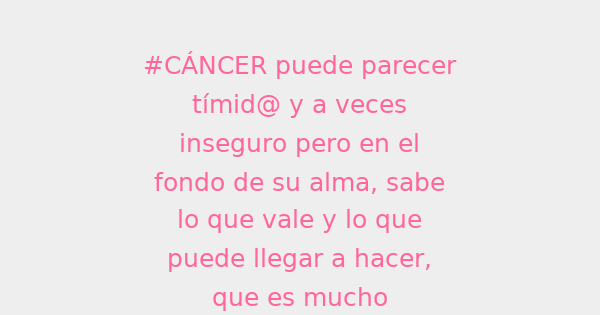 #CÁNCER puede parecer
tímid@ y a veces
inseguro pero en el
fondo de su alma, sabe
lo que vale y lo que
puede llegar a hacer,
que es mucho